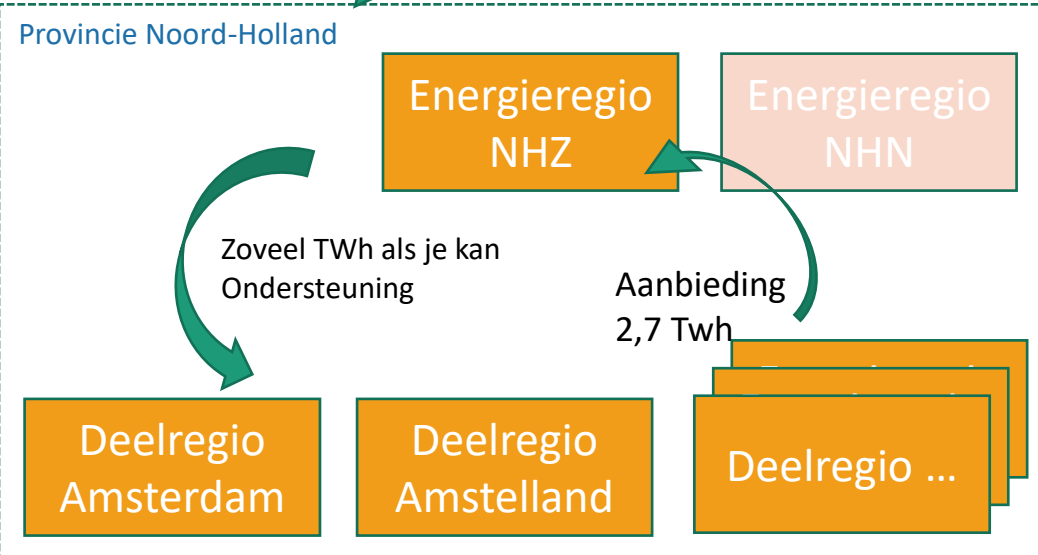 Provincie Noord-Holland
Energieregio
NHZ
Energieregio
NHN
Zoveel TWh als je kan
Ondersteuning
Aanbieding
2,7 Twh
Deelregio
Amsterdam
Deelregio
Amstelland
Deelregio ...